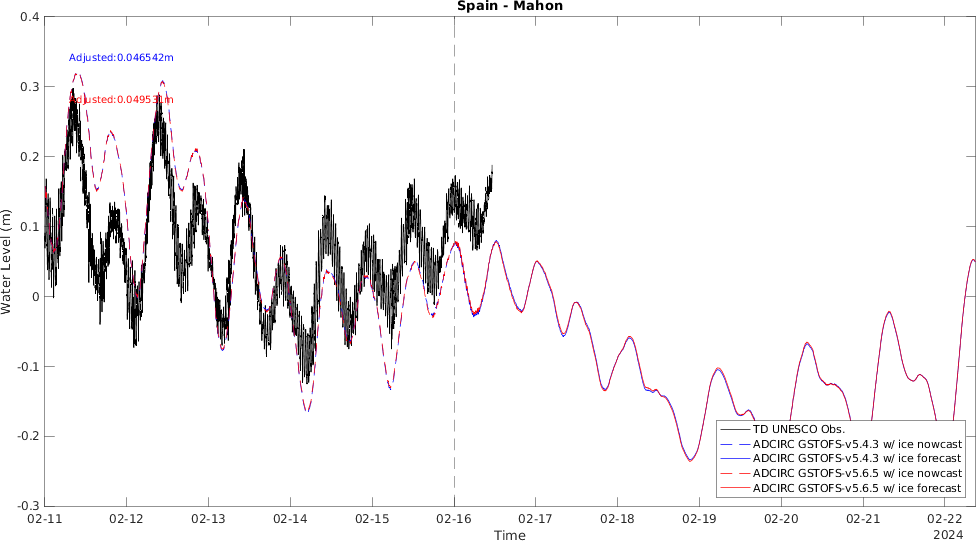 Spain - Mahon
Adjusted:0.046542m
Adjusted:0.049531m
Water Level (m)
0.4
0.3
0.2
0.1
0
-0.1
-0.2
-0.3
TD UNESCO Obs.
ADCIRC GSTOFS-v5.4.3 w/ ice nowcast
ADCIRC GSTOFS-v5.4.3 w/ ice forecast
ADCIRC GSTOFS-v5.6.5 w/ ice nowcast
ADCIRC GSTOFS-v5.6.5 w/ ice forecast
02-11 02-12 02-13 02-14 02-15 02-16 02-17 02-18 02-19 02-20 02-21 02-22
Time
2024